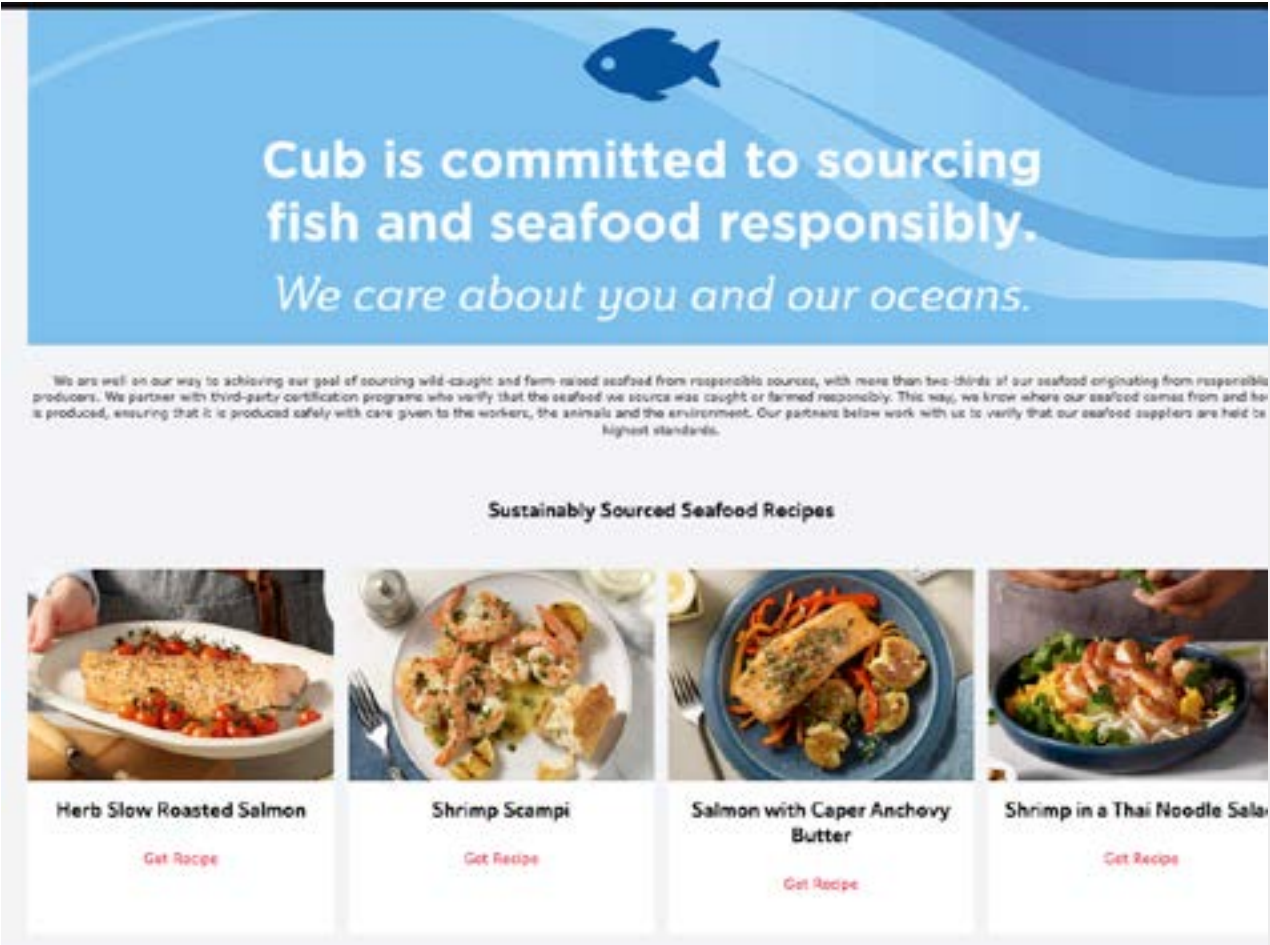 Cub is committed to sourcing
fish and seafood responsibly.
We care about you and our oceans.
We are well on our way to achieving our goal of sourcing wild-caught and farm-raised seafood from responsible sources, with more than two-thirds of our seafood originating from responsible
producers. We partner with third-party certification programs who verify that the seafood we source was caught or farmed responsibly. This way, we know where our seafood comes from and
is produced, ensuring that it is produced safely with care given to the workers, the animals and the environment. Our partners below work with us to verify that our seafood suppliers are held to
highest standards.
Sustainably Sourced Seafood Recipes
Herb Slow Roasted Salmon
Get Recipe
Shrimp Scampi
Get Recipe
Salmon with Caper Anchovy
Butter
Get Recipe
Shrimp in a Thai Noodle
Get Recipe